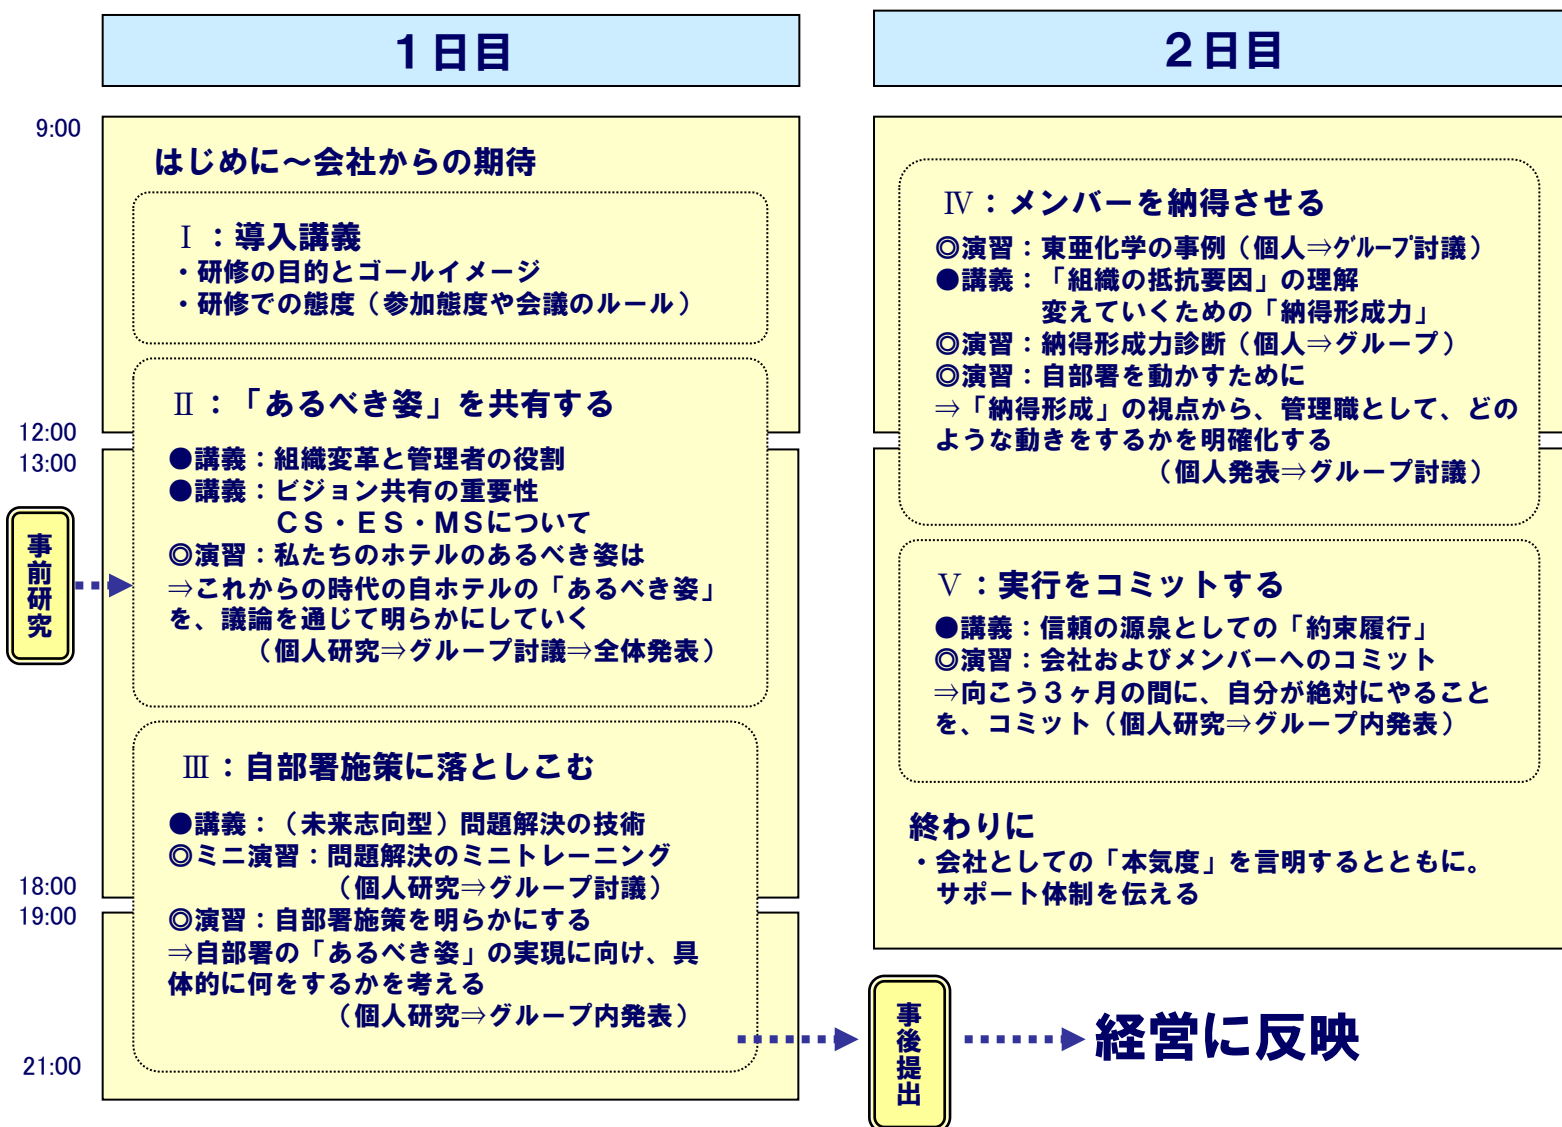 １日目
9:00
はじめに～会社からの期待
Ⅰ：導入講義
・研修の目的とゴールイメージ
・研修での態度（参加態度や会議のルール）
Ⅱ：「あるべき姿」を共有する
12:00
13:00
●講義：組織変革と管理者の役割
●講義：ビジョン共有の重要性
ＣＳ・ＥＳ・ＭＳについて
◎演習：私たちのホテルのあるべき姿は
⇒これからの時代の自ホテルの「あるべき姿」
を、議論を通じて明らかにしていく
（個人研究⇒グループ討議⇒全体発表）
事前研究
Ⅲ：自部署施策に落としこむ
●講義：（未来志向型）問題解決の技術
◎ミニ演習：問題解決のミニトレーニング
（個人研究⇒グループ討議）
18:00
19:00
◎演習：自部署施策を明らかにする
⇒自部署の「あるべき姿」の実現に向け、具
体的に何をするかを考える
（個人研究⇒グループ内発表）
21:00
２日目
Ⅳ：メンバーを納得させる
◎演習：東亜化学の事例（個人⇒ｸﾞﾙｰﾌﾟ討議）
●講義：「組織の抵抗要因」の理解
変えていくための「納得形成力」
◎演習：納得形成力診断（個人⇒グループ）
◎演習：自部署を動かすために
⇒「納得形成」の視点から、管理職として、どの
ような動きをするかを明確化する
（個人発表⇒グループ討議）
Ⅴ：実行をコミットする
●講義：信頼の源泉としての「約束履行」
◎演習：会社およびメンバーへのコミット
⇒向こう３ヶ月の間に、自分が絶対にやること
を、コミット（個人研究⇒グループ内発表）
終わりに
・会社としての「本気度」を言明するとともに。
サポート体制を伝える
事後提出
経営に反映